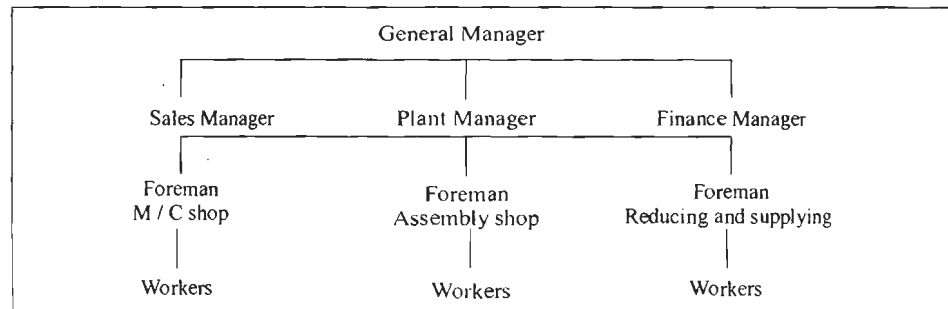 General Manager
Sales Manager Plant Manager Finance Manager
Foreman Foreman Foreman
M / C shop Assembly shop Reducing and supplying
Workers Workers Workers